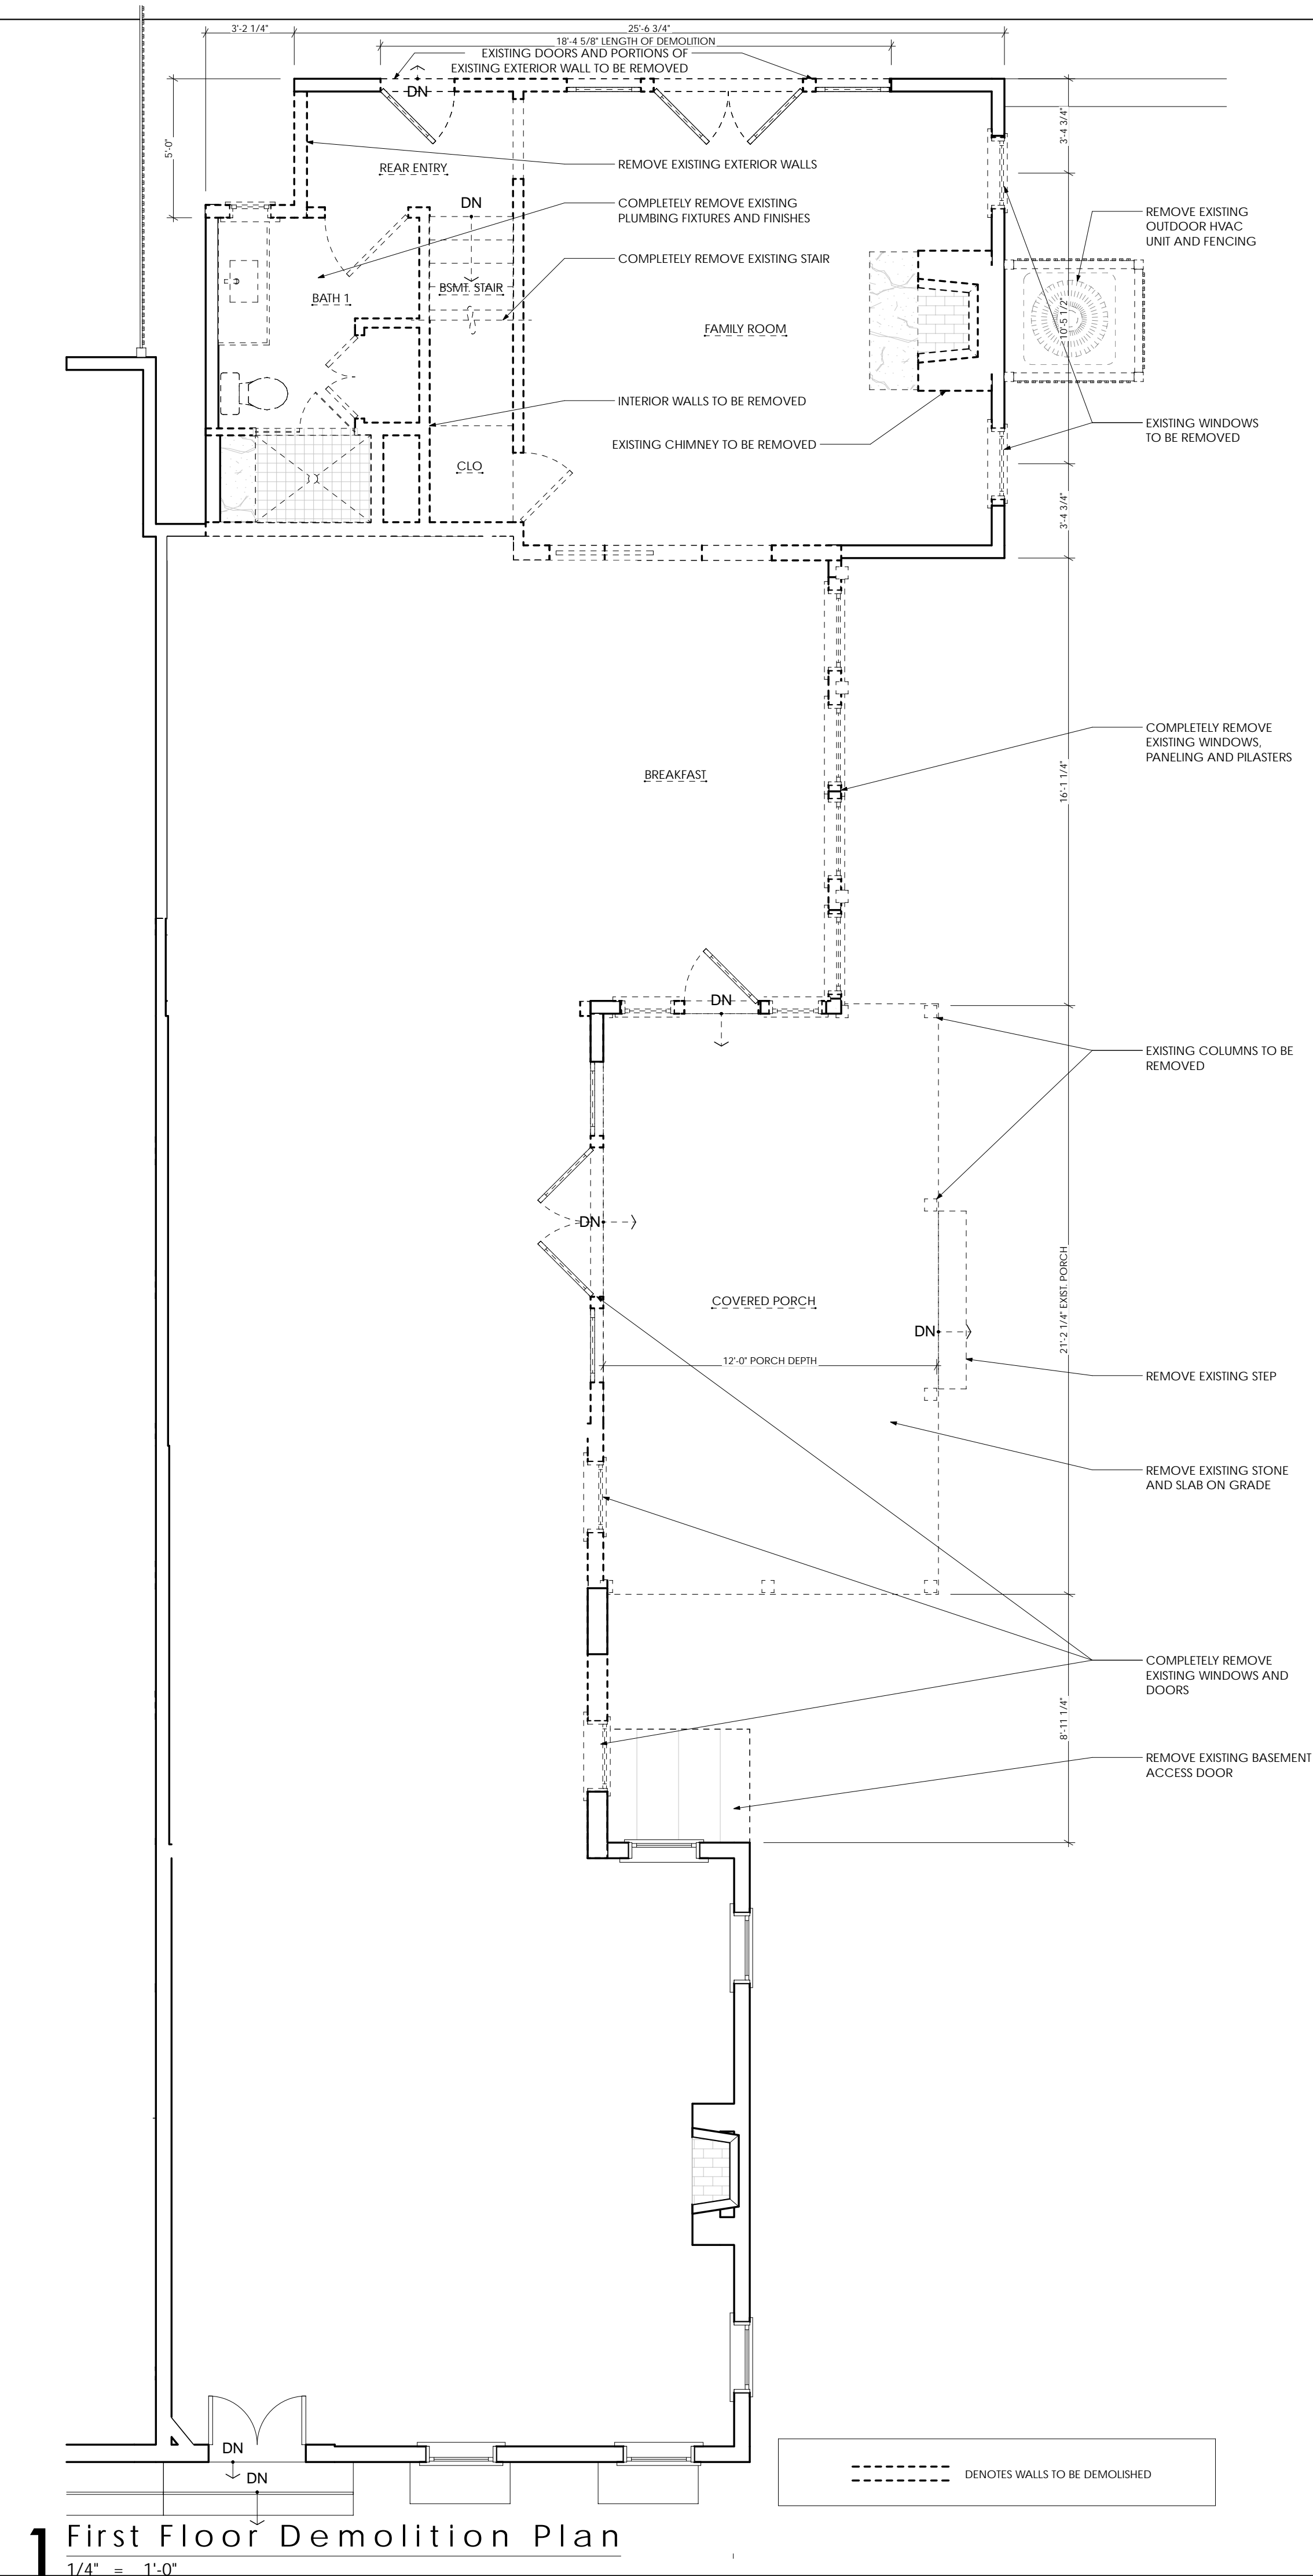 3'-2 1/4"
25'-6 3/4"
18'-4 5/8" LENGTH OF DEMOLITION
EXISTING DOORS AND PORTIONS OF
EXISTING EXTERIOR WALL TO BE REMOVED
DN
5'-0"
3'-4 3/4"
REAR ENTRY
REMOVE EXISTING EXTERIOR WALLS
DN
COMPLETELY REMOVE EXISTING
PLUMBING FIXTURES AND FINISHES
REMOVE EXISTING
OUTDOOR HVAC
UNIT AND FENCING
COMPLETELY REMOVE EXISTING STAIR
BSMT. STAIR
BATH 1
FAMILY ROOM
10'-5 1/2"
INTERIOR WALLS TO BE REMOVED
EXISTING CHIMNEY TO BE REMOVED
EXISTING WINDOWS
TO BE REMOVED
CLO
3'-4 3/4"
COMPLETELY REMOVE
EXISTING WINDOWS,
PANELING AND PILASTERS
BREAKFAST
16'-1 1/4"
DN
EXISTING COLUMNS TO BE
REMOVED
DN
COVERED PORCH
21'-2 1/4" EXIST. PORCH
DN
12'-0" PORCH DEPTH
REMOVE EXISTING STEP
REMOVE EXISTING STONE
AND SLAB ON GRADE
COMPLETELY REMOVE
EXISTING WINDOWS AND
DOORS
8'-11 1/4"
REMOVE EXISTING BASEMENT
ACCESS DOOR
DN
DN
DENOTES WALLS TO BE DEMOLISHED
1
First Floor Demolition Plan
1/4" = 1'-0"